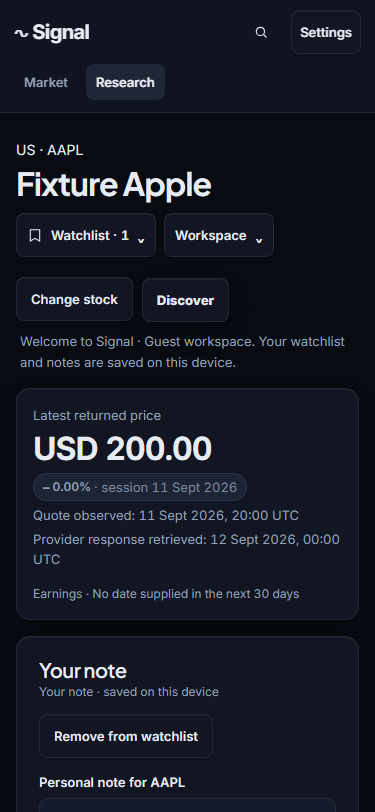 Signal
Settings
Market
Research
US · AAPL
Fixture Apple
Watchlist · 1
Workspace
Change stock
Discover
Welcome to Signal · Guest workspace. Your watchlist
and notes are saved on this device.
Latest returned price
USD 200.00
– 0.00% · session 11 Sept 2026
Quote observed: 11 Sept 2026, 20:00 UTC
Provider response retrieved: 12 Sept 2026, 00:00
UTC
Earnings · No date supplied in the next 30 days
Your note
Your note · saved on this device
Remove from watchlist
Personal note for AAPL